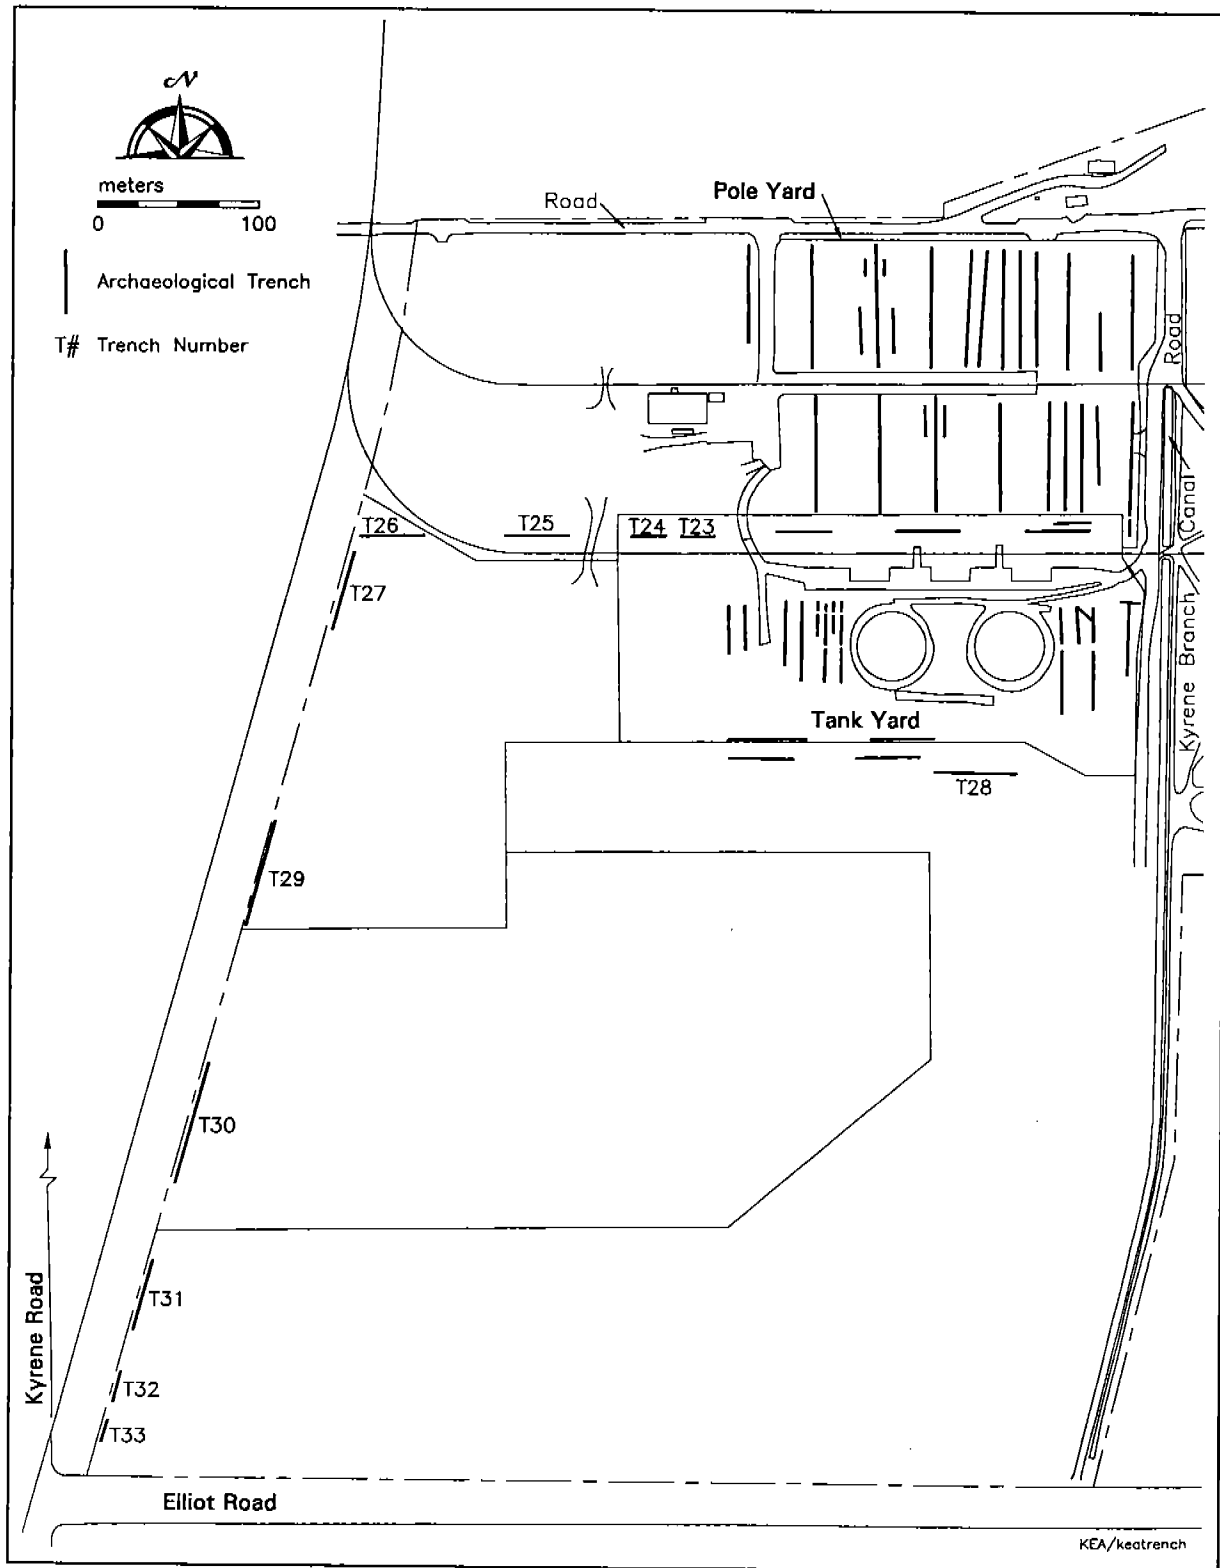 N
meters
0 100
Archaeological Trench
T# Trench Number
Road
Pole Yard
Road
Kyrene Branch Canal
T26
T25
T24
T23
T27
Tank Yard
T28
T29
T30
T31
T32
T33
Kyrene Road
Elliot Road
KEA/keatrench